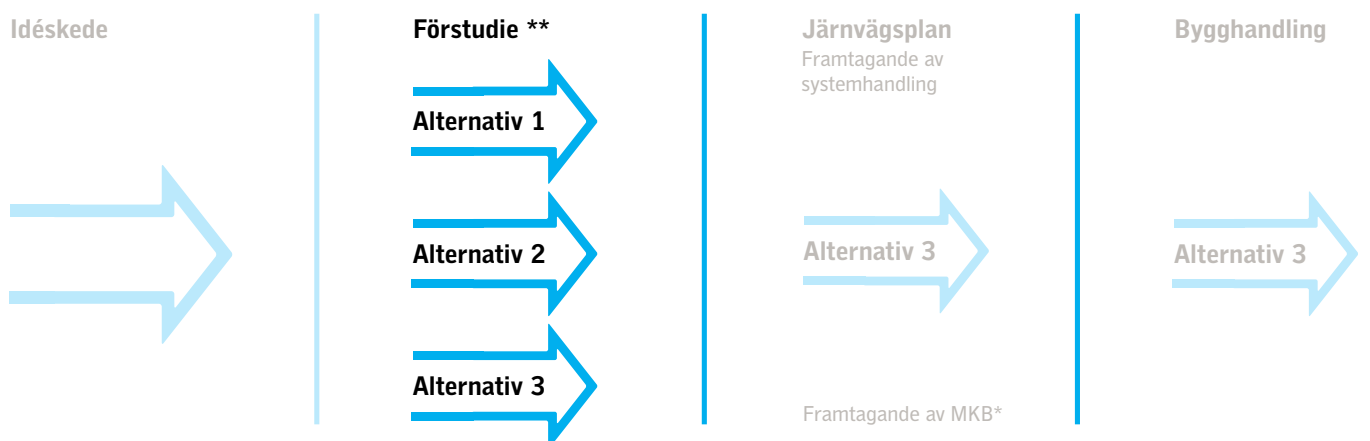 Idéskede
Förstudie **
Alternativ 1
Alternativ 2
Alternativ 3
Järnvägsplan
Framtagande av
systemhandling
Alternativ 3
Framtagande av MKB*
Bygghandling
Alternativ 3